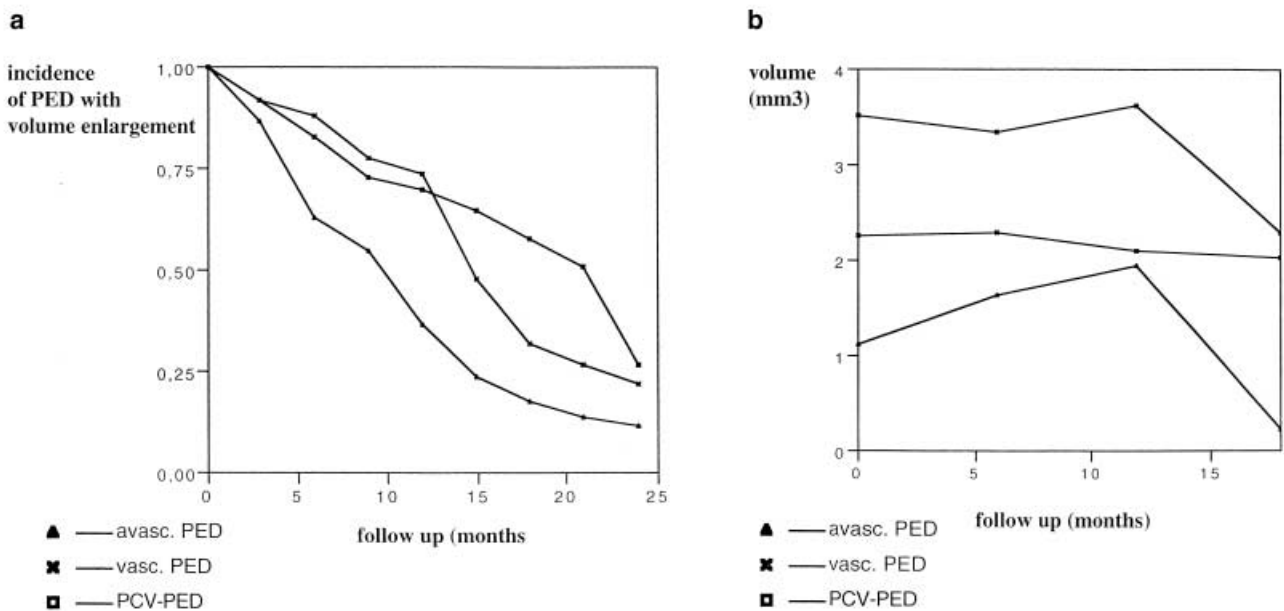 a
incidence
of PED with
volume enlargement
1,00
0,75
0,50
0,25
0,00
0 5 10 15 20 25
follow up (months
avasc. PED
vasc. PED
PCV-PED
b
volume
(mm3)
4
3
2
1
0
0 5 10 15
follow up (months)
avasc. PED
vasc. PED
PCV-PED